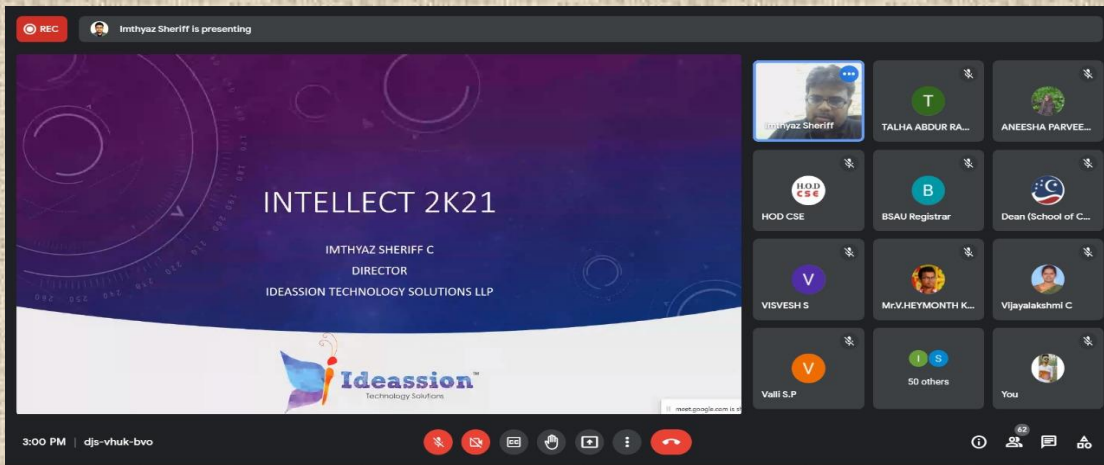 REC
Imthyaz Sheriff is presenting
INTELLECT 2K21
IMTHYAZ SHERIFF C
DIRECTOR
IDEASSION TECHNOLOGY SOLUTIONS LLP
Ideassion™
Technology Solutions
meet.google.com is s
Imthyaz Sheriff
T
TALHA ABDUR RA...
ANEESHA PARVEE...
H.O.D
CSE
HOD CSE
B
BSAU Registrar
Dean (School of C...
V
VISVESH S
Mr.V.HEYMONTH K...
Vijayalakshmi C
V
Valli S.P
I S
50 others
You
3:00 PM | djs-vhuk-bvo
CC
62